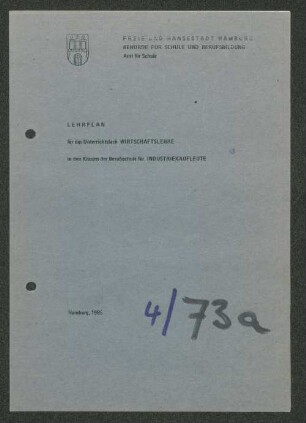 FREIE UND HANSESTADT HAMBURG
BEHÖRDE FÜR SCHULE UND BERUFSBILDUNG
Amt für Schule
LEHRPLAN
für das Unterrichtsfach WIRTSCHAFTSLEHRE
in den Klassen der Berufsschule für INDUSTRIEKAUFLEUTE
Hamburg, 1985
4/73a